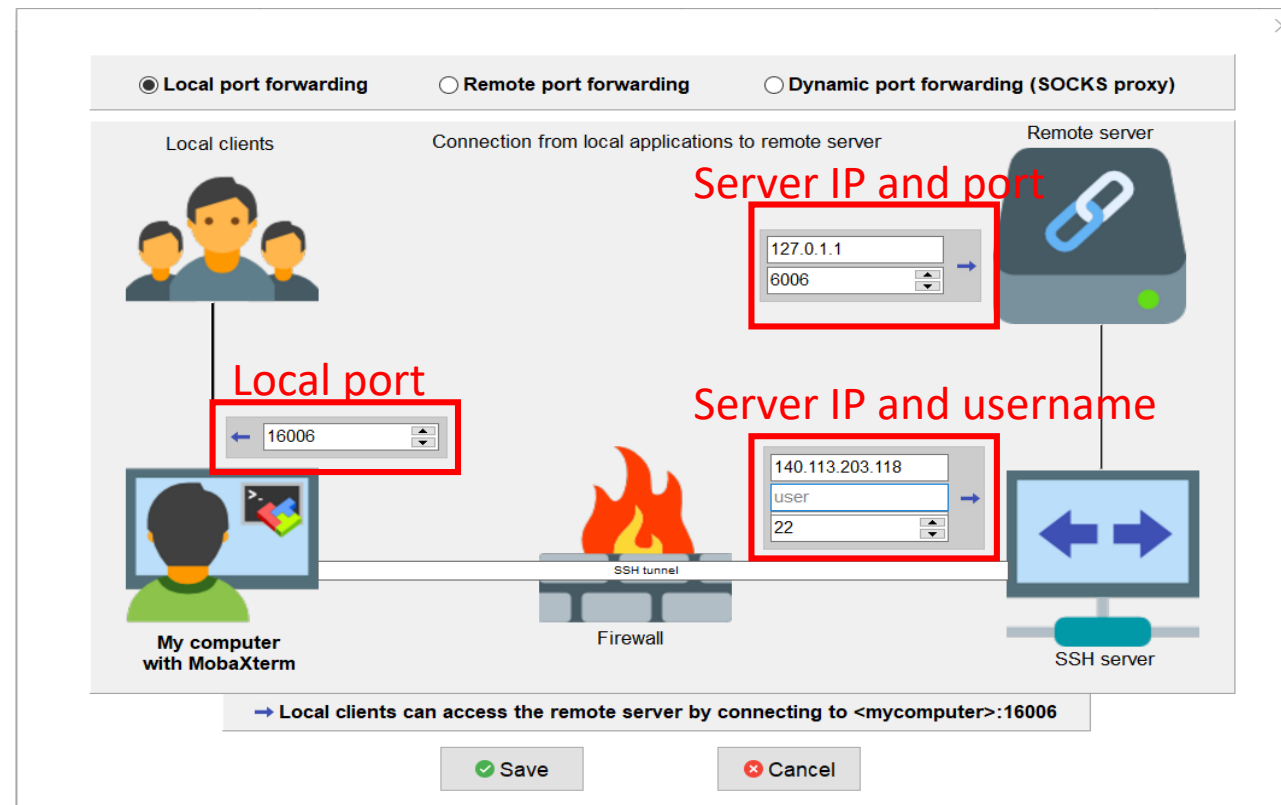 Local port forwarding Remote port forwarding Dynamic port forwarding (SOCKS proxy)
Local clients
Connection from local applications to remote server
Remote server
Server IP and port
127.0.1.1
6006
Local port
16006
Server IP and username
140.113.203.118
user
22
>_
SSH tunnel
Firewall
My computer
with MobaXterm
SSH server
→ Local clients can access the remote server by connecting to <mycomputer>:16006
Save Cancel